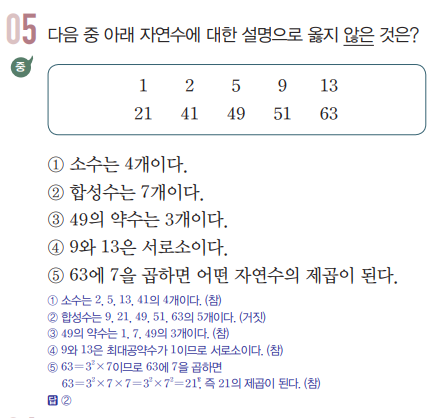 05 다음 중 아래 자연수에 대한 설명으로 옳지 않은 것은?
중
1 2 5 9 13
21 41 49 51 63
① 소수는 4개이다.
② 합성수는 7개이다.
③ 49의 약수는 3개이다.
④ 9와 13은 서로소이다.
⑤ 63에 7을 곱하면 어떤 자연수의 제곱이 된다.
① 소수는 2, 5, 13, 41의 4개이다. (참)
② 합성수는 9, 21, 49, 51, 63의 5개이다. (거짓)
③ 49의 약수는 1, 7, 49의 3개이다. (참)
④ 9와 13은 최대공약수가 1이므로 서로소이다. (참)
⑤ 63=3²×7이므로 63에 7을 곱하면
63=3²×7×7=3²×7²=21², 즉 21의 제곱이 된다. (참)
답 ②